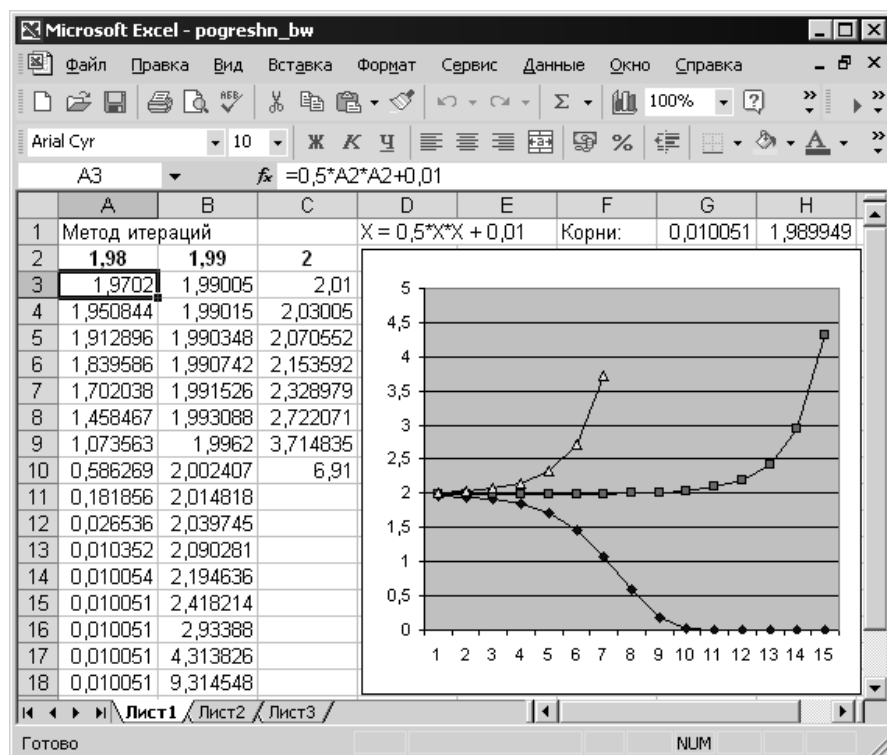 Microsoft Excel - pogreshn_bw
Файл Правка Вид Вставка Формат Сервис Данные Окно Справка
ABC Σ 100% ?
Arial Cyr 10 Ж К Ч % A
A3 fx =0,5*A2*A2+0,01
A B C D E F G H
1 Метод итераций X = 0,5*X*X + 0,01 Корни: 0,010051 1,989949
2 1,98 1,99 2
3 1,9702 1,99005 2,01
4 1,950844 1,99015 2,03005
5 1,912896 1,990348 2,070552
6 1,839586 1,990742 2,153592
7 1,702038 1,991526 2,328979
8 1,458467 1,993088 2,722071
9 1,073563 1,9962 3,714835
10 0,586269 2,002407 6,91
11 0,181856 2,014818
12 0,026536 2,039745
13 0,010352 2,090281
14 0,010054 2,194636
15 0,010051 2,418214
16 0,010051 2,93388
17 0,010051 4,313826
18 0,010051 9,314548
5
4,5
4
3,5
3
2,5
2
1,5
1
0,5
0
1 2 3 4 5 6 7 8 9 10 11 12 13 14 15
Лист1 Лист2 Лист3
Готово NUM